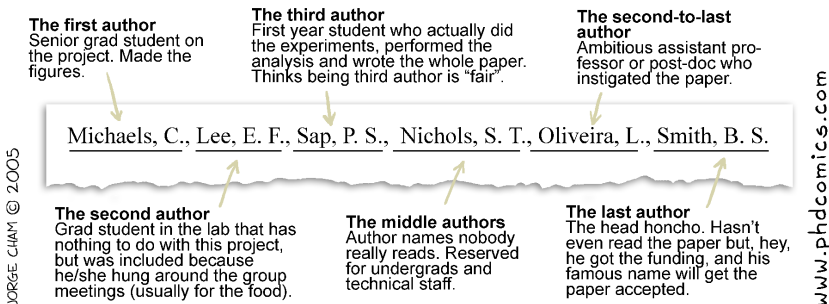 The first author
Senior grad student on
the project. Made the
figures.
The third author
First year student who actually did
the experiments, performed the
analysis and wrote the whole paper.
Thinks being third author is “fair”.
The second-to-last
author
Ambitious assistant pro-
fessor or post-doc who
instigated the paper.
Michaels, C., Lee, E. F., Sap, P. S., Nichols, S. T., Oliveira, L., Smith, B. S.
The second author
Grad student in the lab that has
nothing to do with this project,
but was included because
he/she hung around the group
meetings (usually for the food).
The middle authors
Author names nobody
really reads. Reserved
for undergrads and
technical staff.
The last author
The head honcho. Hasn’t
even read the paper but, hey,
he got the funding, and his
famous name will get the
paper accepted.
JORGE CHAM © 2005
www.phdcomics.com